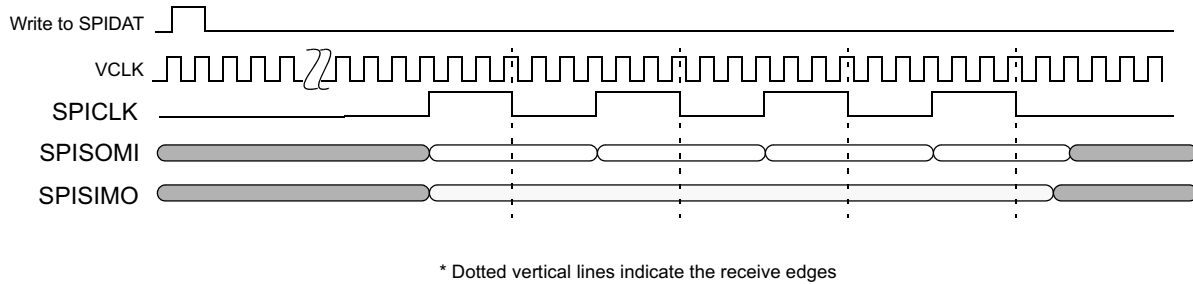 Write to SPIDAT
VCLK
SPICLK
SPISOMI
SPISIMO
* Dotted vertical lines indicate the receive edges